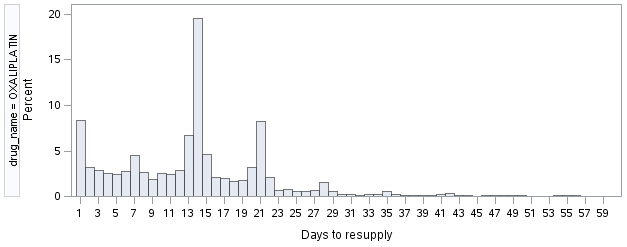 drug_name = OXALIPLATIN
Percent
20
15
10
5
0
1 3 5 7 9 11 13 15 17 19 21 23 25 27 29 31 33 35 37 39 41 43 45 47 49 51 53 55 57 59
Days to resupply